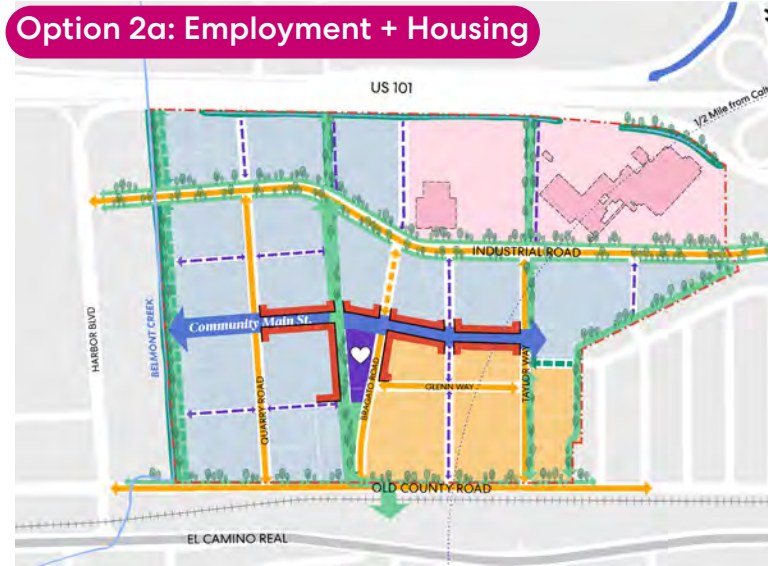 Option 2a: Employment + Housing
US 101
1/2 Mile from
INDUSTRIAL ROAD
Community Main St.
HARBOR BLVD
BELMONT CREEK
QUARRY ROAD
BRAGATO ROAD
GLENN WAY
TAYLOR WAY
OLD COUNTY ROAD
EL CAMINO REAL